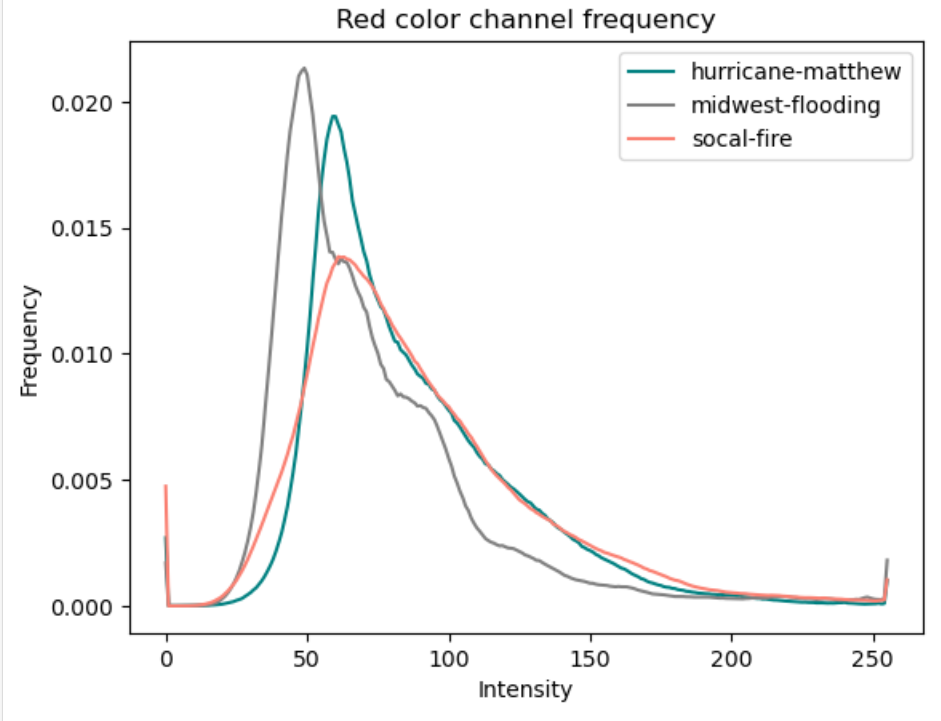 Red color channel frequency
hurricane-matthew
midwest-flooding
socal-fire
0.020
0.015
0.010
0.005
0.000
Frequency
0
50
100
150
200
250
Intensity